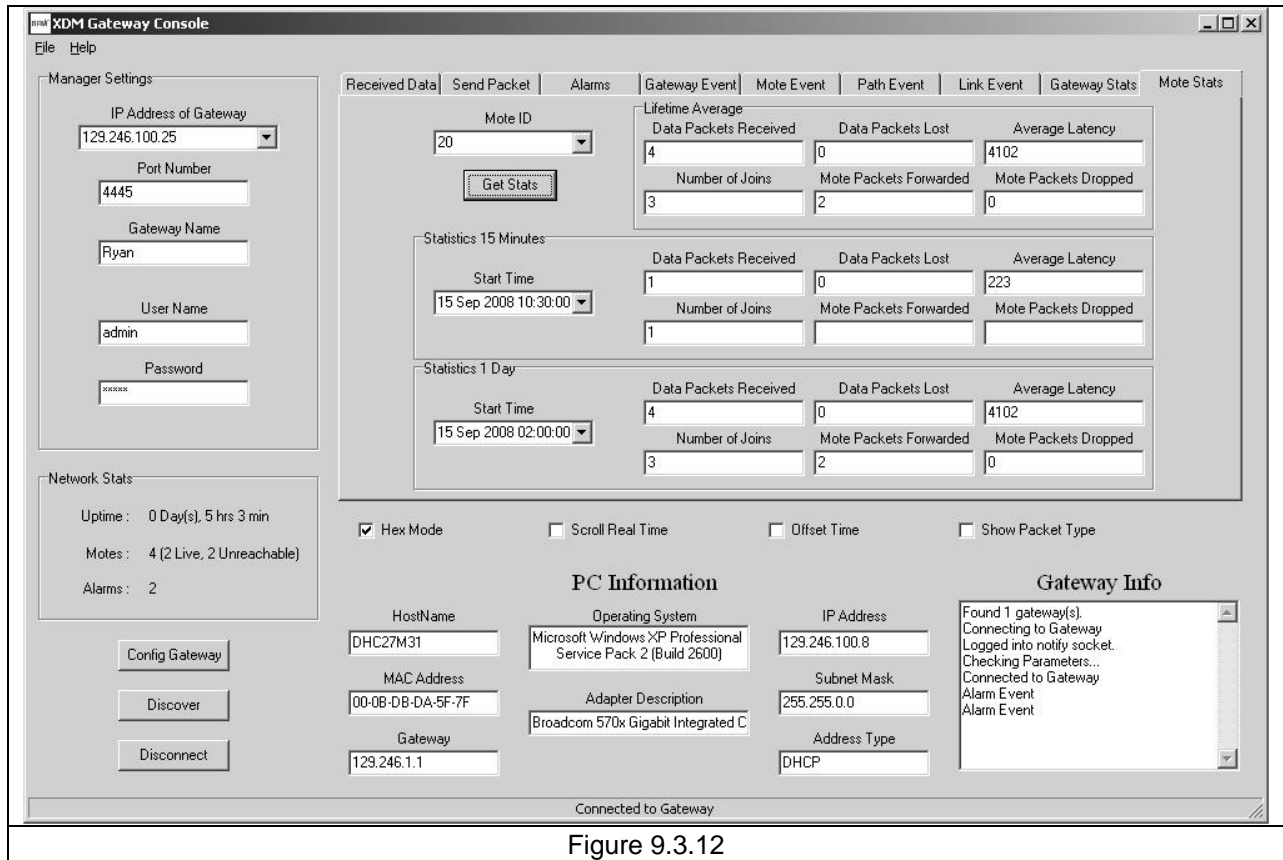 RFM XDM Gateway Console
File Help
Manager Settings
IP Address of Gateway
129.246.100.25
Port Number
4445
Gateway Name
Ryan
User Name
admin
Password
xxxxx
Network Stats
Uptime : 0 Day(s), 5 hrs 3 min
Motes : 4 (2 Live, 2 Unreachable)
Alarms : 2
Config Gateway
Discover
Disconnect
Received Data Send Packet Alarms Gateway Event Mote Event Path Event Link Event Gateway Stats Mote Stats
Mote ID
20
Get Stats
Lifetime Average
Data Packets Received Data Packets Lost Average Latency
4 0 4102
Number of Joins Mote Packets Forwarded Mote Packets Dropped
3 2 0
Statistics 15 Minutes
Start Time
15 Sep 2008 10:30:00
Data Packets Received Data Packets Lost Average Latency
1 0 223
Number of Joins Mote Packets Forwarded Mote Packets Dropped
1
Statistics 1 Day
Start Time
15 Sep 2008 02:00:00
Data Packets Received Data Packets Lost Average Latency
4 0 4102
Number of Joins Mote Packets Forwarded Mote Packets Dropped
3 2 0
Hex Mode Scroll Real Time Offset Time Show Packet Type
PC Information
HostName
DHC27M31
MAC Address
00-0B-DB-DA-5F-7F
Gateway
129.246.1.1
Operating System
Microsoft Windows XP Professional
Service Pack 2 (Build 2600)
Adapter Description
Broadcom 570x Gigabit Integrated C
IP Address
129.246.100.8
Subnet Mask
255.255.0.0
Address Type
DHCP
Gateway Info
Found 1 gateway(s).
Connecting to Gateway
Logged into notify socket.
Checking Parameters...
Connected to Gateway
Alarm Event
Alarm Event
Connected to Gateway
Figure 9.3.12